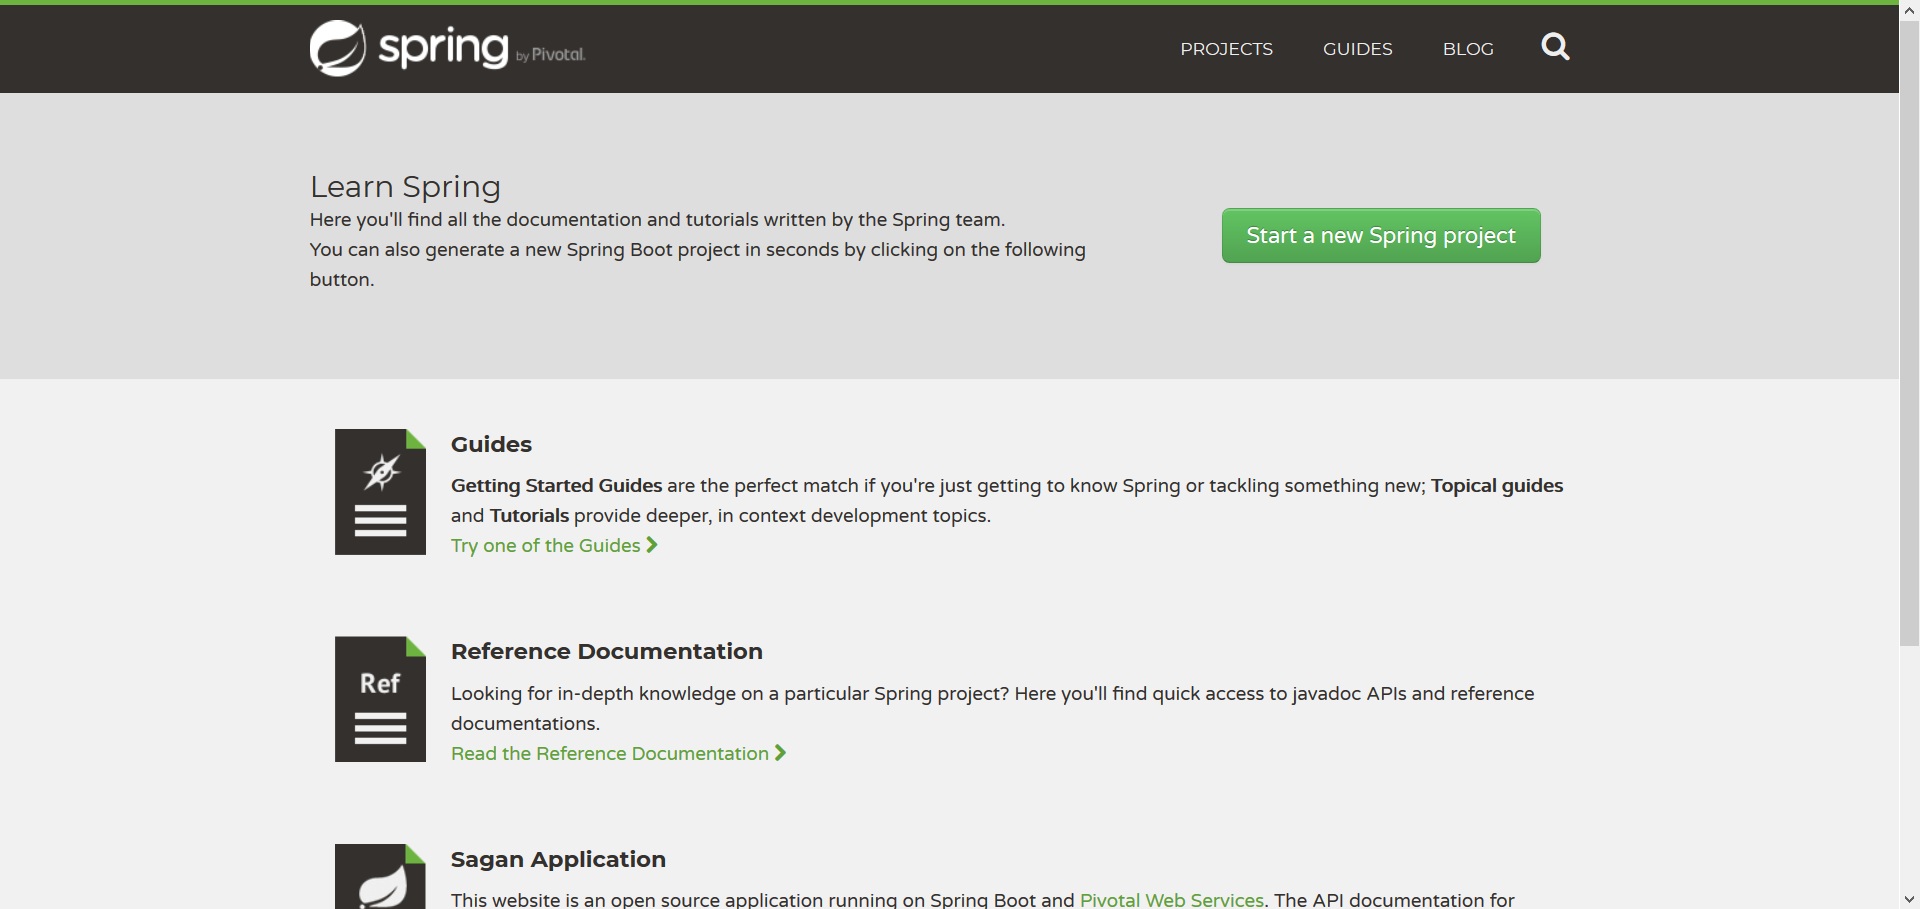 spring by Pivotal.
PROJECTS GUIDES BLOG
Learn Spring
Here you'll find all the documentation and tutorials written by the Spring team.
You can also generate a new Spring Boot project in seconds by clicking on the following
button.
Start a new Spring project
Guides
Getting Started Guides are the perfect match if you're just getting to know Spring or tackling something new; Topical guides
and Tutorials provide deeper, in context development topics.
Try one of the Guides
Ref
Reference Documentation
Looking for in-depth knowledge on a particular Spring project? Here you'll find quick access to javadoc APIs and reference
documentations.
Read the Reference Documentation
Sagan Application
This website is an open source application running on Spring Boot and Pivotal Web Services. The API documentation for